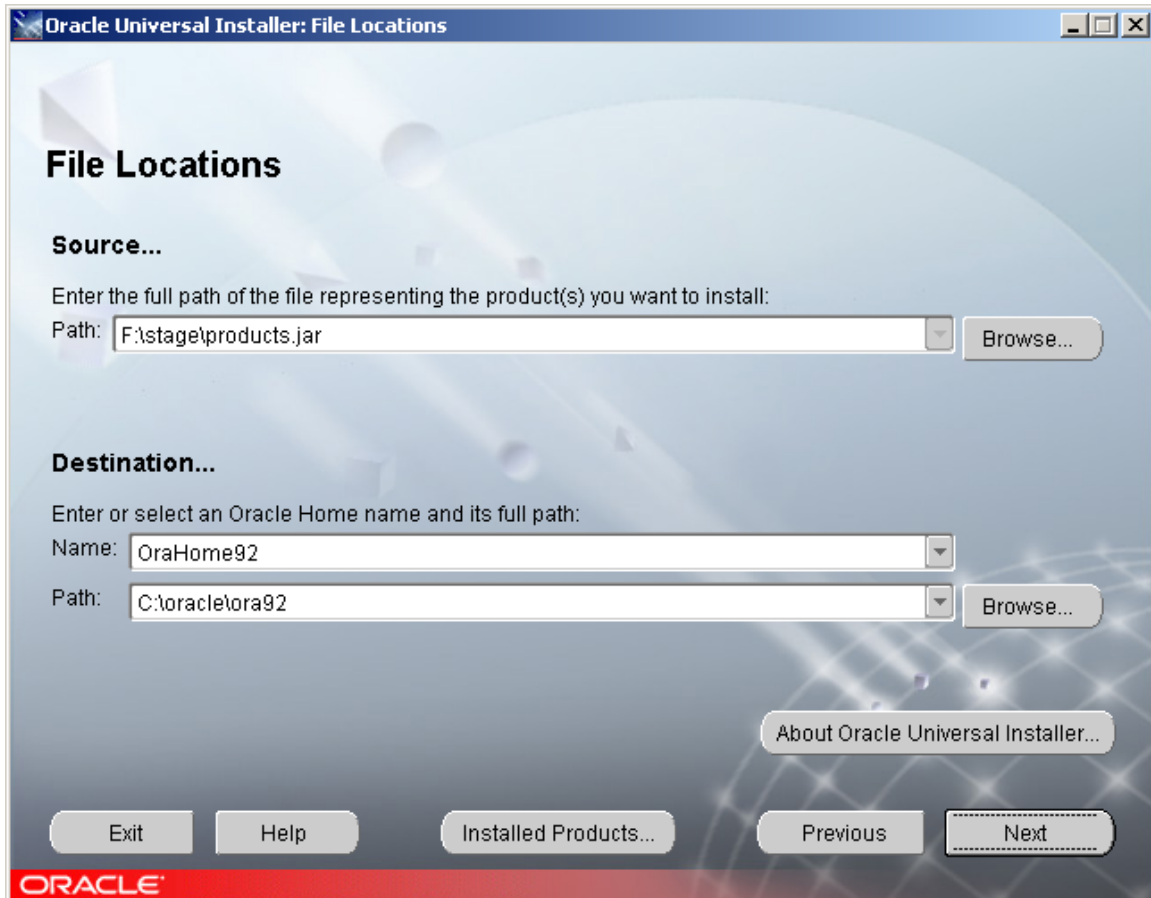 Oracle Universal Installer: File Locations
File Locations
Source...
Enter the full path of the file representing the product(s) you want to install:
Path: F:\stage\products.jar Browse...
Destination...
Enter or select an Oracle Home name and its full path:
Name: OraHome92
Path: C:\oracle\ora92 Browse...
About Oracle Universal Installer...
Exit Help Installed Products... Previous Next
ORACLE